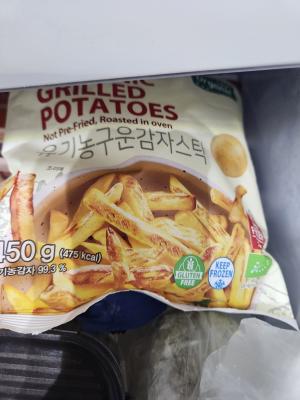 GRILLED
POTATOES
Not Pre-Fried, Roasted in oven
유기농구운감자스틱
450 g (475 kcal)
기농감자 99.3 %
GLUTEN
FREE
KEEP
FROZEN